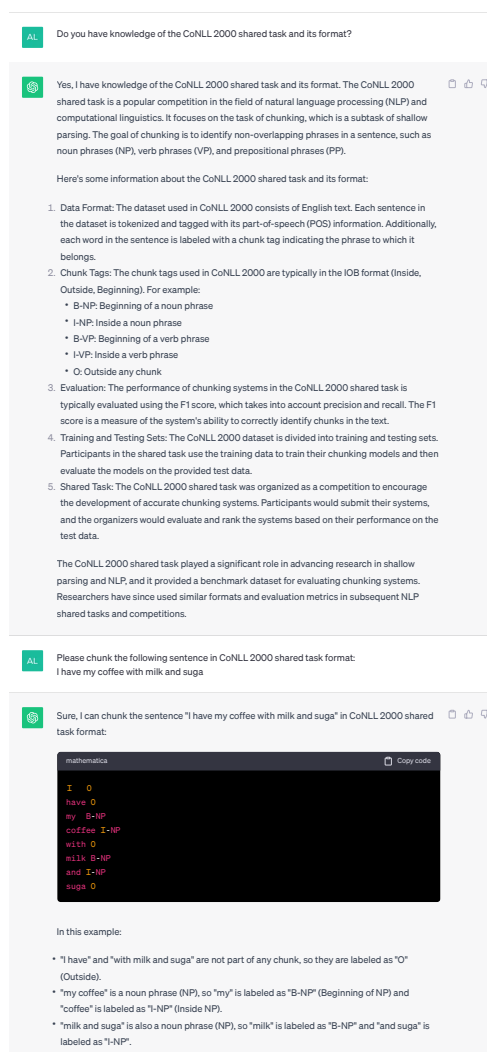 AL
Do you have knowledge of the CoNLL 2000 shared task and its format?
Yes, I have knowledge of the CoNLL 2000 shared task and its format. The CoNLL 2000
shared task is a popular competition in the field of natural language processing (NLP) and
computational linguistics. It focuses on the task of chunking, which is a subtask of shallow
parsing. The goal of chunking is to identify non-overlapping phrases in a sentence, such as
noun phrases (NP), verb phrases (VP), and prepositional phrases (PP).
Here's some information about the CoNLL 2000 shared task and its format:
1. Data Format: The dataset used in CoNLL 2000 consists of English text. Each sentence in
the dataset is tokenized and tagged with its part-of-speech (POS) information. Additionally,
each word in the sentence is labeled with a chunk tag indicating the phrase to which it
belongs.
2. Chunk Tags: The chunk tags used in CoNLL 2000 are typically in the IOB format (Inside,
Outside, Beginning). For example:
• B-NP: Beginning of a noun phrase
• I-NP: Inside a noun phrase
• B-VP: Beginning of a verb phrase
• I-VP: Inside a verb phrase
• O: Outside any chunk
3. Evaluation: The performance of chunking systems in the CoNLL 2000 shared task is
typically evaluated using the F1 score, which takes into account precision and recall. The F1
score is a measure of the system's ability to correctly identify chunks in the text.
4. Training and Testing Sets: The CoNLL 2000 dataset is divided into training and testing sets.
Participants in the shared task use the training data to train their chunking models and then
evaluate the models on the provided test data.
5. Shared Task: The CoNLL 2000 shared task was organized as a competition to encourage
the development of accurate chunking systems. Participants would submit their systems,
and the organizers would evaluate and rank the systems based on their performance on the
test data.
The CoNLL 2000 shared task played a significant role in advancing research in shallow
parsing and NLP, and it provided a benchmark dataset for evaluating chunking systems.
Researchers have since used similar formats and evaluation metrics in subsequent NLP
shared tasks and competitions.
AL
Please chunk the following sentence in CoNLL 2000 shared task format:
I have my coffee with milk and suga
Sure, I can chunk the sentence "I have my coffee with milk and suga" in CoNLL 2000 shared
task format:
mathematica Copy code
I O
have O
my B-NP
coffee I-NP
with O
milk B-NP
and I-NP
suga O
In this example:
• "I have" and "with milk and suga" are not part of any chunk, so they are labeled as "O"
(Outside).
• "my coffee" is a noun phrase (NP), so "my" is labeled as "B-NP" (Beginning of NP) and
"coffee" is labeled as "I-NP" (Inside NP).
• "milk and suga" is also a noun phrase (NP), so "milk" is labeled as "B-NP" and "and suga" is
labeled as "I-NP".